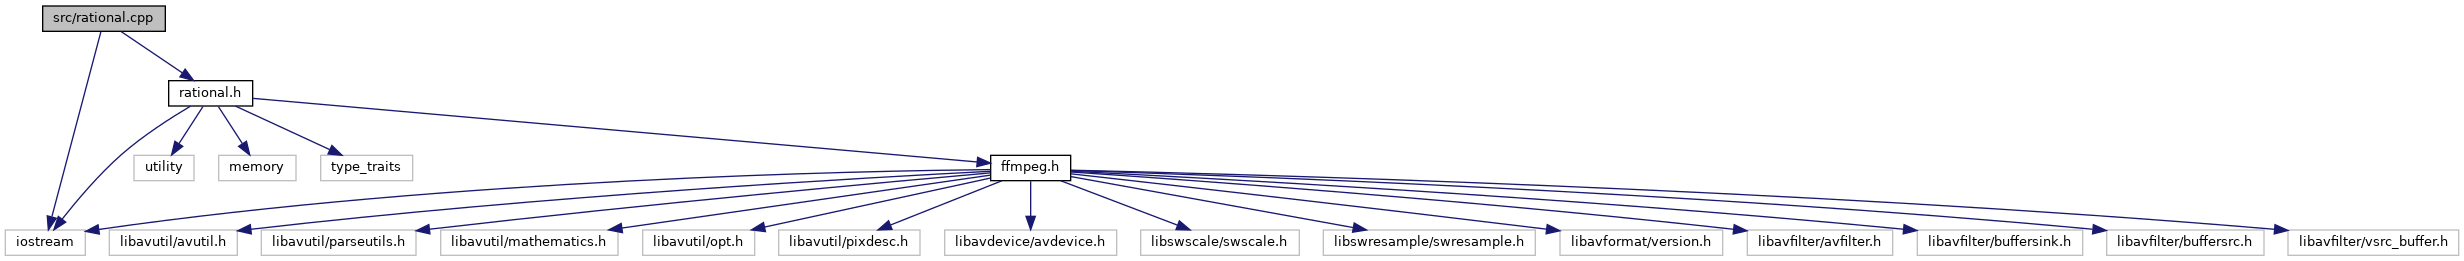 src/rational.cpp
rational.h
utility
memory
type_traits
ffmpeg.h
iostream
libavutil/avutil.h
libavutil/parseutils.h
libavutil/mathematics.h
libavutil/opt.h
libavutil/pixdesc.h
libavdevice/avdevice.h
libswscale/swscale.h
libswresample/swresample.h
libavformat/version.h
libavfilter/avfilter.h
libavfilter/buffersink.h
libavfilter/buffersrc.h
libavfilter/vsrc_buffer.h